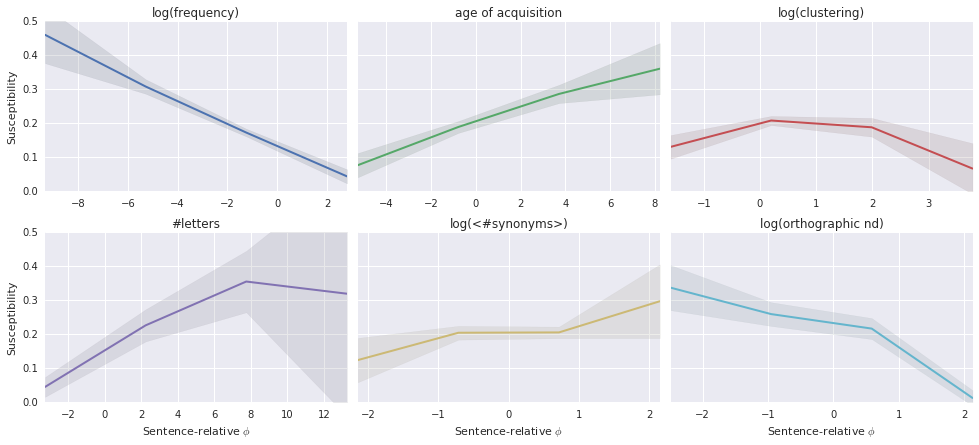 log(frequency) age of acquisition log(clustering)
0.5
0.4
0.3
0.2
0.1
0.0
Susceptibility
−8 −6 −4 −2 0 2
−4 −2 0 2 4 6 8
−1 0 1 2 3
#letters log(<#synonyms>) log(orthographic nd)
0.5
0.4
0.3
0.2
0.1
0.0
Susceptibility
−2 0 2 4 6 8 10 12
−2 −1 0 1 2
−2 −1 0 1 2
Sentence-relative ϕ Sentence-relative ϕ Sentence-relative ϕ